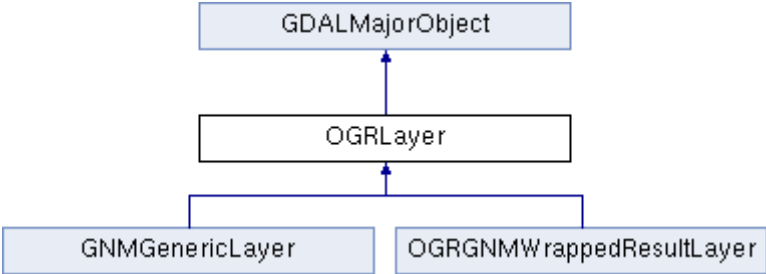 GDALMajorObject
OGRLayer
GNMGenericLayer
OGRGNMWrappedResultLayer